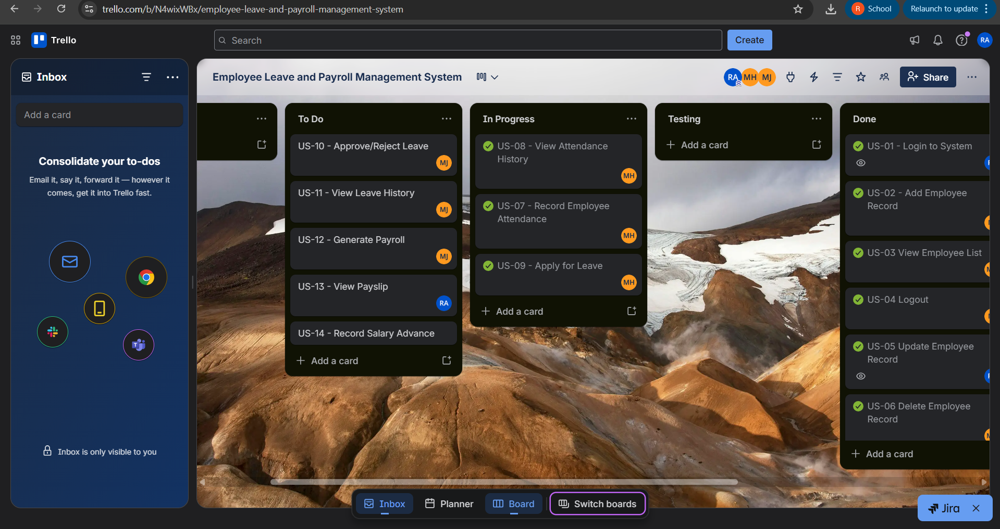 trello.com/b/N4wixWBx/employee-leave-and-payroll-management-system
R School
Relaunch to update
Trello
Search
Create
RA
Inbox
Add a card
Consolidate your to-dos
Email it, say it, forward it — however it
comes, get it into Trello fast.
Inbox is only visible to you
Employee Leave and Payroll Management System
RA MH MJ
Share
To Do
US-10 - Approve/Reject Leave
MJ
US-11 - View Leave History
MJ
US-12 - Generate Payroll
MJ
US-13 - View Payslip
RA
US-14 - Record Salary Advance
Add a card
In Progress
US-08 - View Attendance
History
MH
US-07 - Record Employee
Attendance
MH
US-09 - Apply for Leave
MH
Add a card
Testing
Add a card
Done
US-01 - Login to System
US-02 - Add Employee
Record
US-03 View Employee List
US-04 Logout
US-05 Update Employee
Record
US-06 Delete Employee
Record
Add a card
Inbox
Planner
Board
Switch boards
Jira